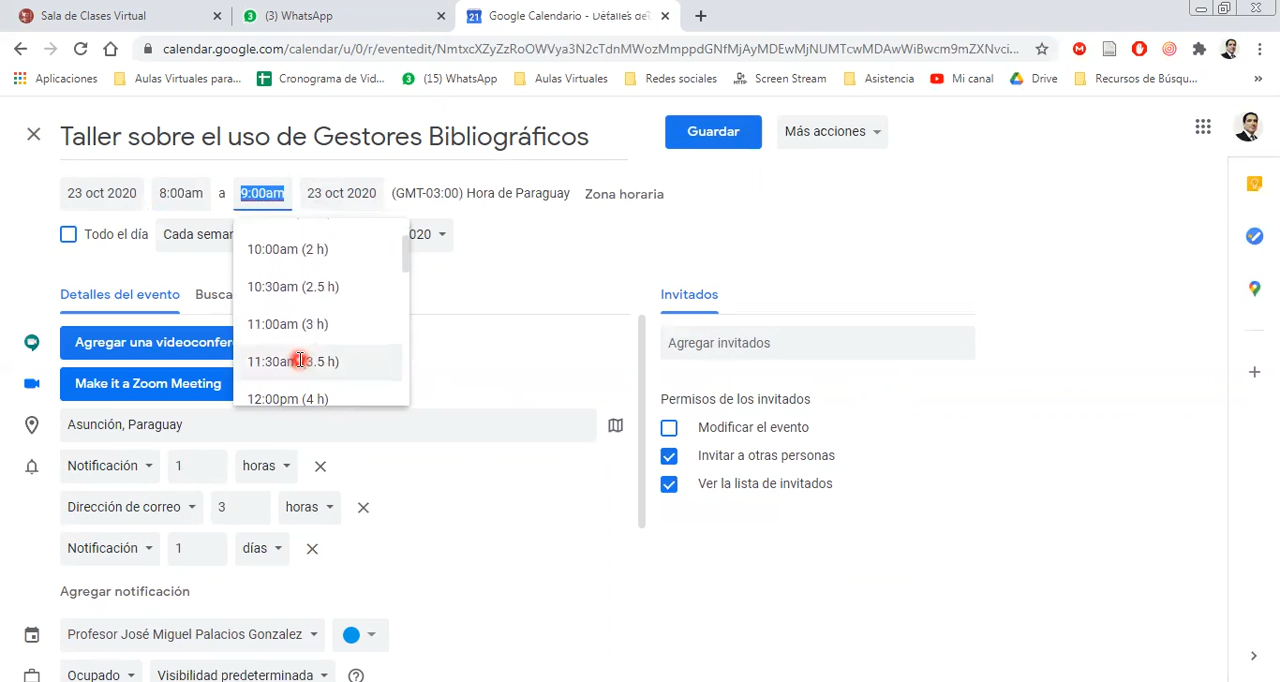 Sala de Clases Virtual
(3) WhatsApp
Google Calendario - Detalles de
calendar.google.com/calendar/u/0/r/eventedit/
Aplicaciones
Aulas Virtuales para...
Cronograma de Vid...
(15) WhatsApp
Aulas Virtuales
Redes sociales
Screen Stream
Asistencia
Mi canal
Drive
Recursos de Búsqu...
Taller sobre el uso de Gestores Bibliográficos
Guardar
Más acciones
23 oct 2020 8:00am a 9:00am 23 oct 2020 (GMT-03:00) Hora de Paraguay Zona horaria
Todo el día
Cada seman
020
10:00am (2 h)
10:30am (2.5 h)
11:00am (3 h)
11:30am (3.5 h)
12:00pm (4 h)
Detalles del evento
Busca
Invitados
Agregar una videoconfer
Agregar invitados
Make it a Zoom Meeting
Permisos de los invitados
Asunción, Paraguay
Modificar el evento
Invitar a otras personas
Ver la lista de invitados
Notificación 1 horas
Dirección de correo 3 horas
Notificación 1 días
Agregar notificación
Profesor José Miguel Palacios Gonzalez
Ocupado
Visibilidad predeterminada